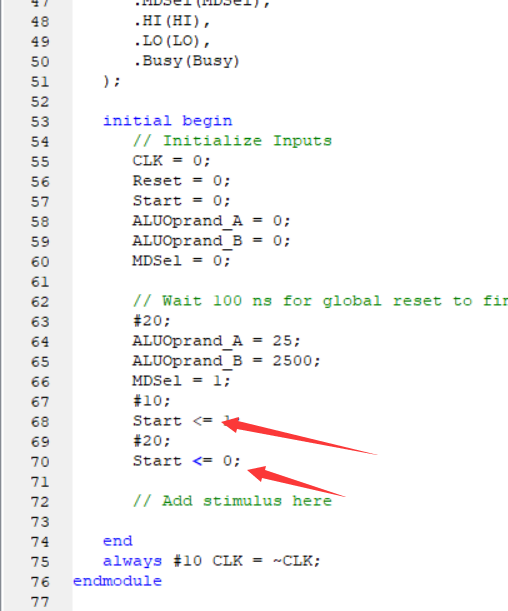 47 .MDSel(MDSel),
48 .HI(HI),
49 .LO(LO),
50 .Busy(Busy)
51 );
52
53 initial begin
54 // Initialize Inputs
55 CLK = 0;
56 Reset = 0;
57 Start = 0;
58 ALUOprand_A = 0;
59 ALUOprand_B = 0;
60 MDSel = 0;
61
62 // Wait 100 ns for global reset to fin
63 #20;
64 ALUOprand_A = 25;
65 ALUOprand_B = 2500;
66 MDSel = 1;
67 #10;
68 Start <= 1;
69 #20;
70 Start <= 0;
71
72 // Add stimulus here
73
74 end
75 always #10 CLK = ~CLK;
76 endmodule
77